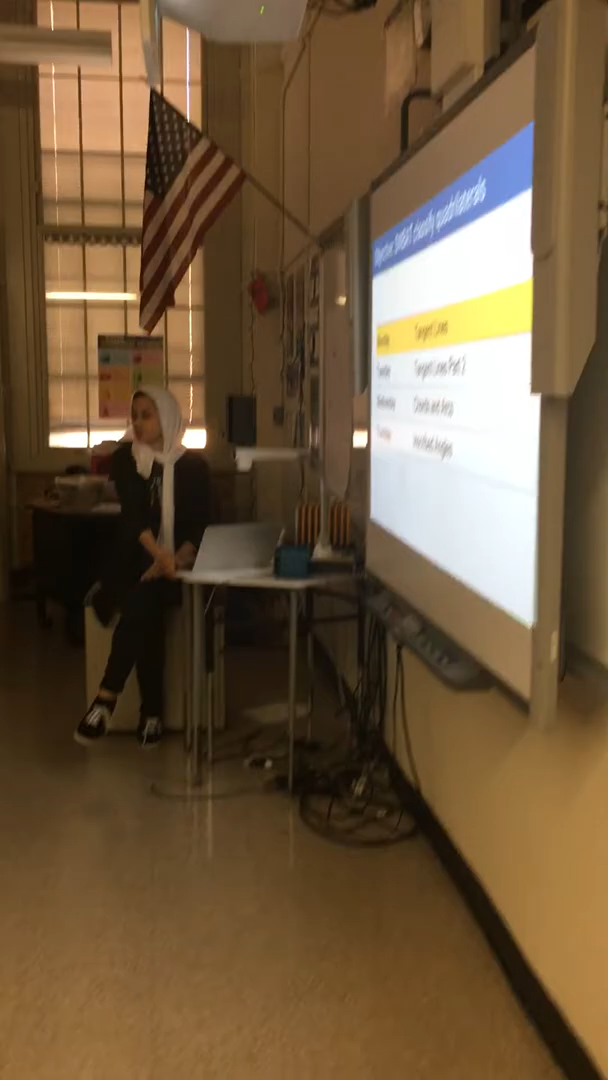 Objective: SWBAT classify quadrilaterals
Monday Tangent Lines
Tuesday Tangent Lines Part 2
Wednesday Chords and Arcs
Thursday Inscribed Angles